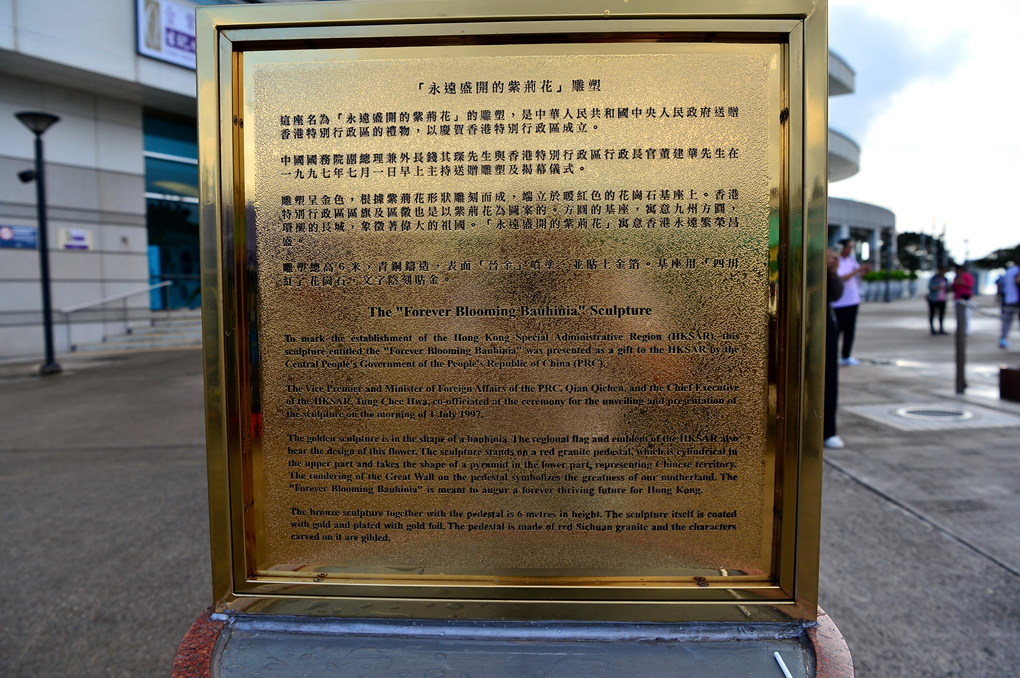 「永遠盛開的紫荊花」雕塑
這座名為「永遠盛開的紫荊花」的雕塑，是中華人民共和國中央人民政府送贈
香港特別行政區的禮物，以慶賀香港特別行政區成立。
中國國務院副總理兼外長錢其琛先生與香港特別行政區行政長官董建華先生在
一九九七年七月一日早上主持送贈雕塑及揭幕儀式。
雕塑呈金色，根據紫荊花形狀雕刻而成，端立於暖紅色的花崗石基座上。香港
特別行政區區旗及區徽也是以紫荊花為圖案的。方圓的基座，寓意九州方圓，
環襯的長城，象徵著偉大的祖國。「永遠盛開的紫荊花」寓意香港永遠繁榮昌
盛。
雕塑總高6米，青銅鑄造，表面「貼金」噴塗，並貼上金箔。基座用「四川
紅」花崗石，文字陰刻貼金。
The "Forever Blooming Bauhinia" Sculpture
To mark the establishment of the Hong Kong Special Administrative Region (HKSAR), this
sculpture entitled the "Forever Blooming Bauhinia" was presented as a gift to the HKSAR by the
Central People's Government of the People's Republic of China (PRC).
The Vice Premier and Minister of Foreign Affairs of the PRC, Qian Qichen, and the Chief Executive
of the HKSAR, Tung Chee Hwa, co-officiated at the ceremony for the unveiling and presentation of
the sculpture on the morning of 1 July 1997.
The golden sculpture is in the shape of a bauhinia. The regional flag and emblem of the HKSAR also
bear the design of this flower. The sculpture stands on a red granite pedestal, which is cylindrical in
the upper part and takes the shape of a pyramid in the lower part, representing Chinese territory.
The rendering of the Great Wall on the pedestal symbolizes the greatness of our motherland. The
"Forever Blooming Bauhinia" is meant to augur a forever thriving future for Hong Kong.
The bronze sculpture together with the pedestal is 6 metres in height. The sculpture itself is coated
with gold and plated with gold foil. The pedestal is made of red Sichuan granite and the characters
carved on it are gilded.